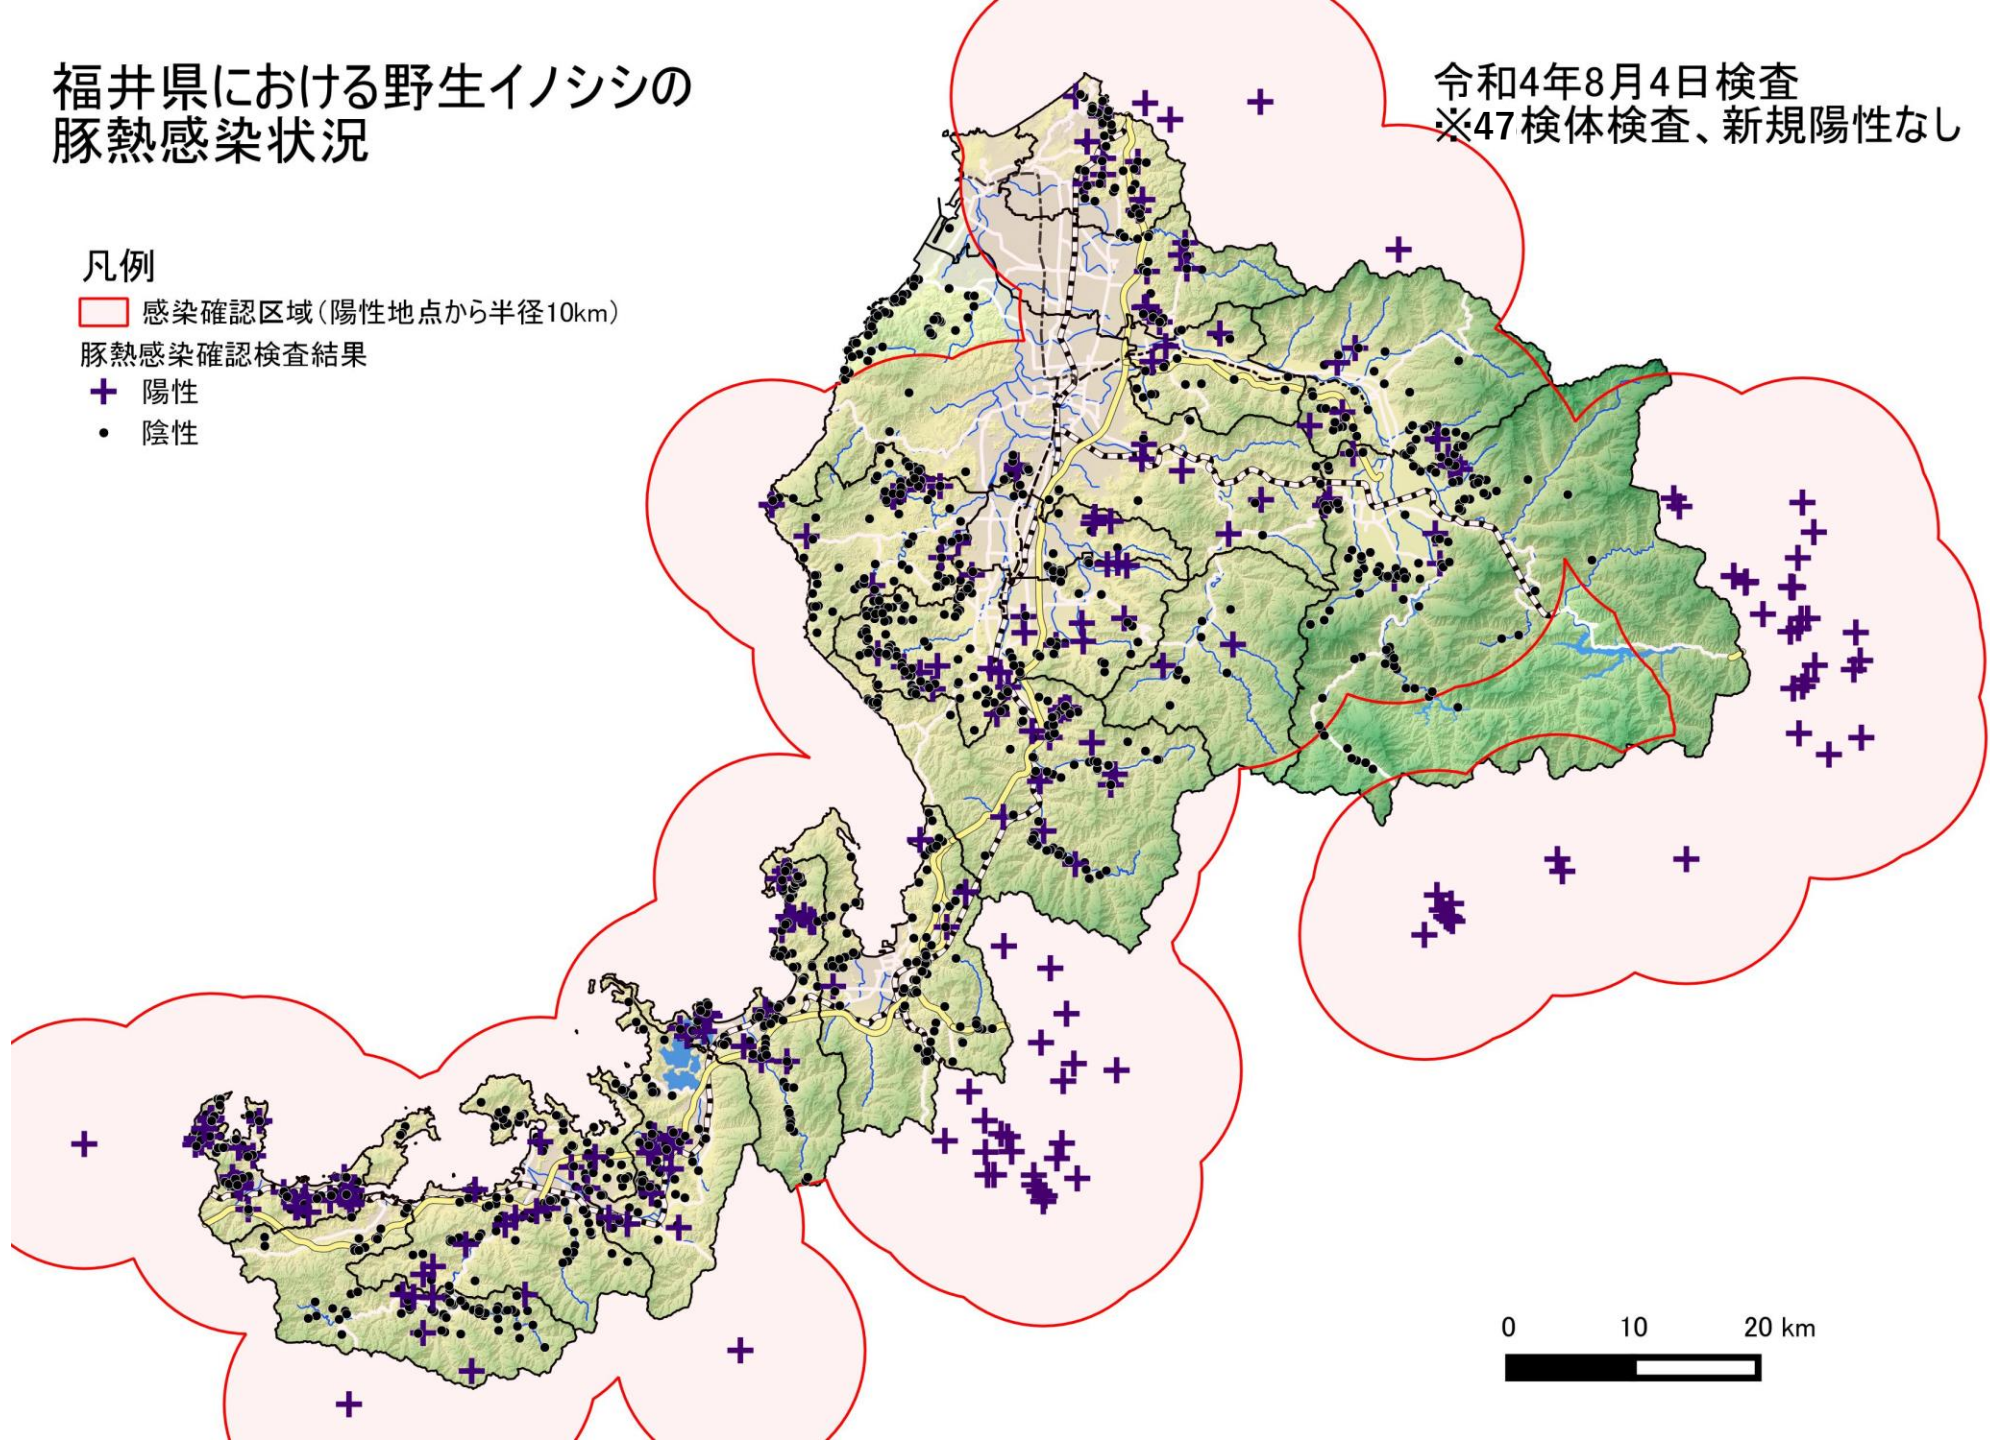 福井県における野生イノシシの
豚熱感染状況
令和4年8月4日検査
※47検体検査、新規陽性なし
凡例
感染確認区域(陽性地点から半径10km)
豚熱感染確認検査結果
陽性
陰性
0 10 20 km